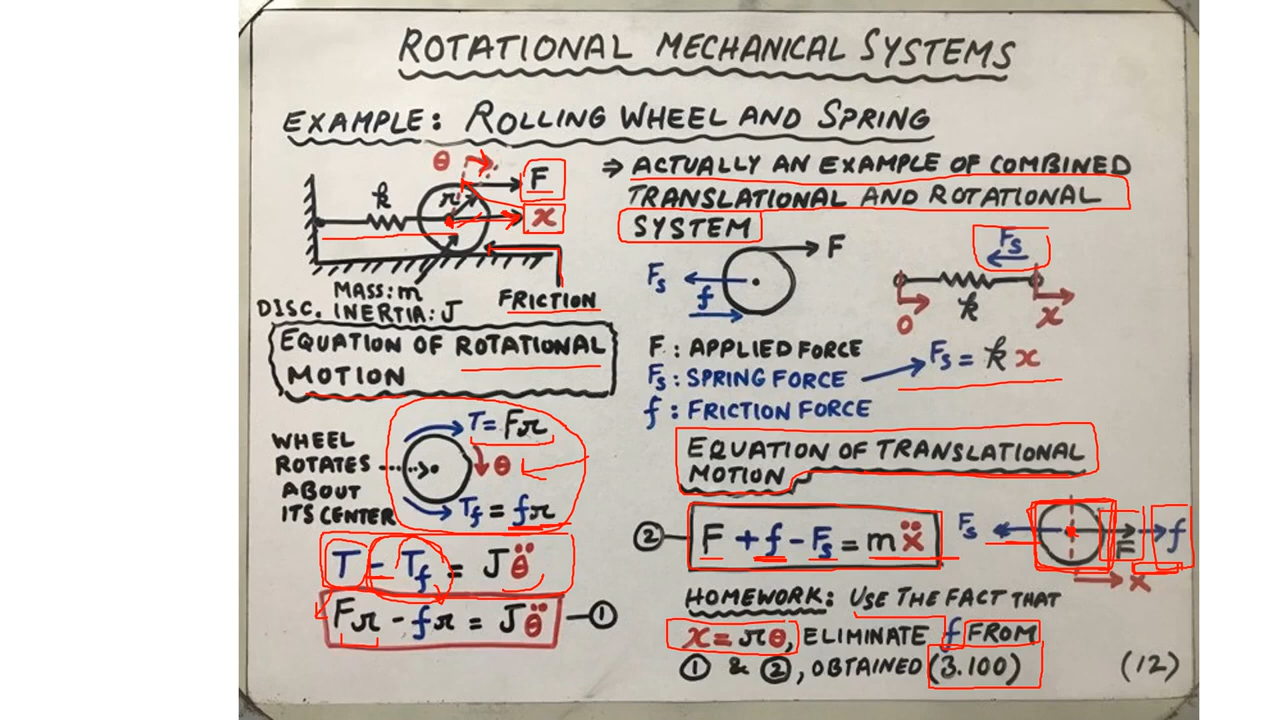 ROTATIONAL MECHANICAL SYSTEMS
EXAMPLE: ROLLING WHEEL AND SPRING
θ
F
k
r
x
MASS: m
DISC. INERTIA: J
FRICTION
⇒ ACTUALLY AN EXAMPLE OF COMBINED
TRANSLATIONAL AND ROTATIONAL
SYSTEM
F
Fs
f
Fs
k
0
x
EQUATION OF ROTATIONAL
MOTION
F: APPLIED FORCE
Fs: SPRING FORCE → Fs = kx
f: FRICTION FORCE
WHEEL
ROTATES
ABOUT
ITS CENTER
T = Fr
θ
Tf = fr
T - Tf = Jθ̈
Fr - fr = Jθ̈ — ①
EQUATION OF TRANSLATIONAL
MOTION
② — F + f - Fs = mẍ
Fs
F
f
x
HOMEWORK: USE THE FACT THAT
x = rθ, ELIMINATE f FROM
① & ②, OBTAINED (3.100)
(12)